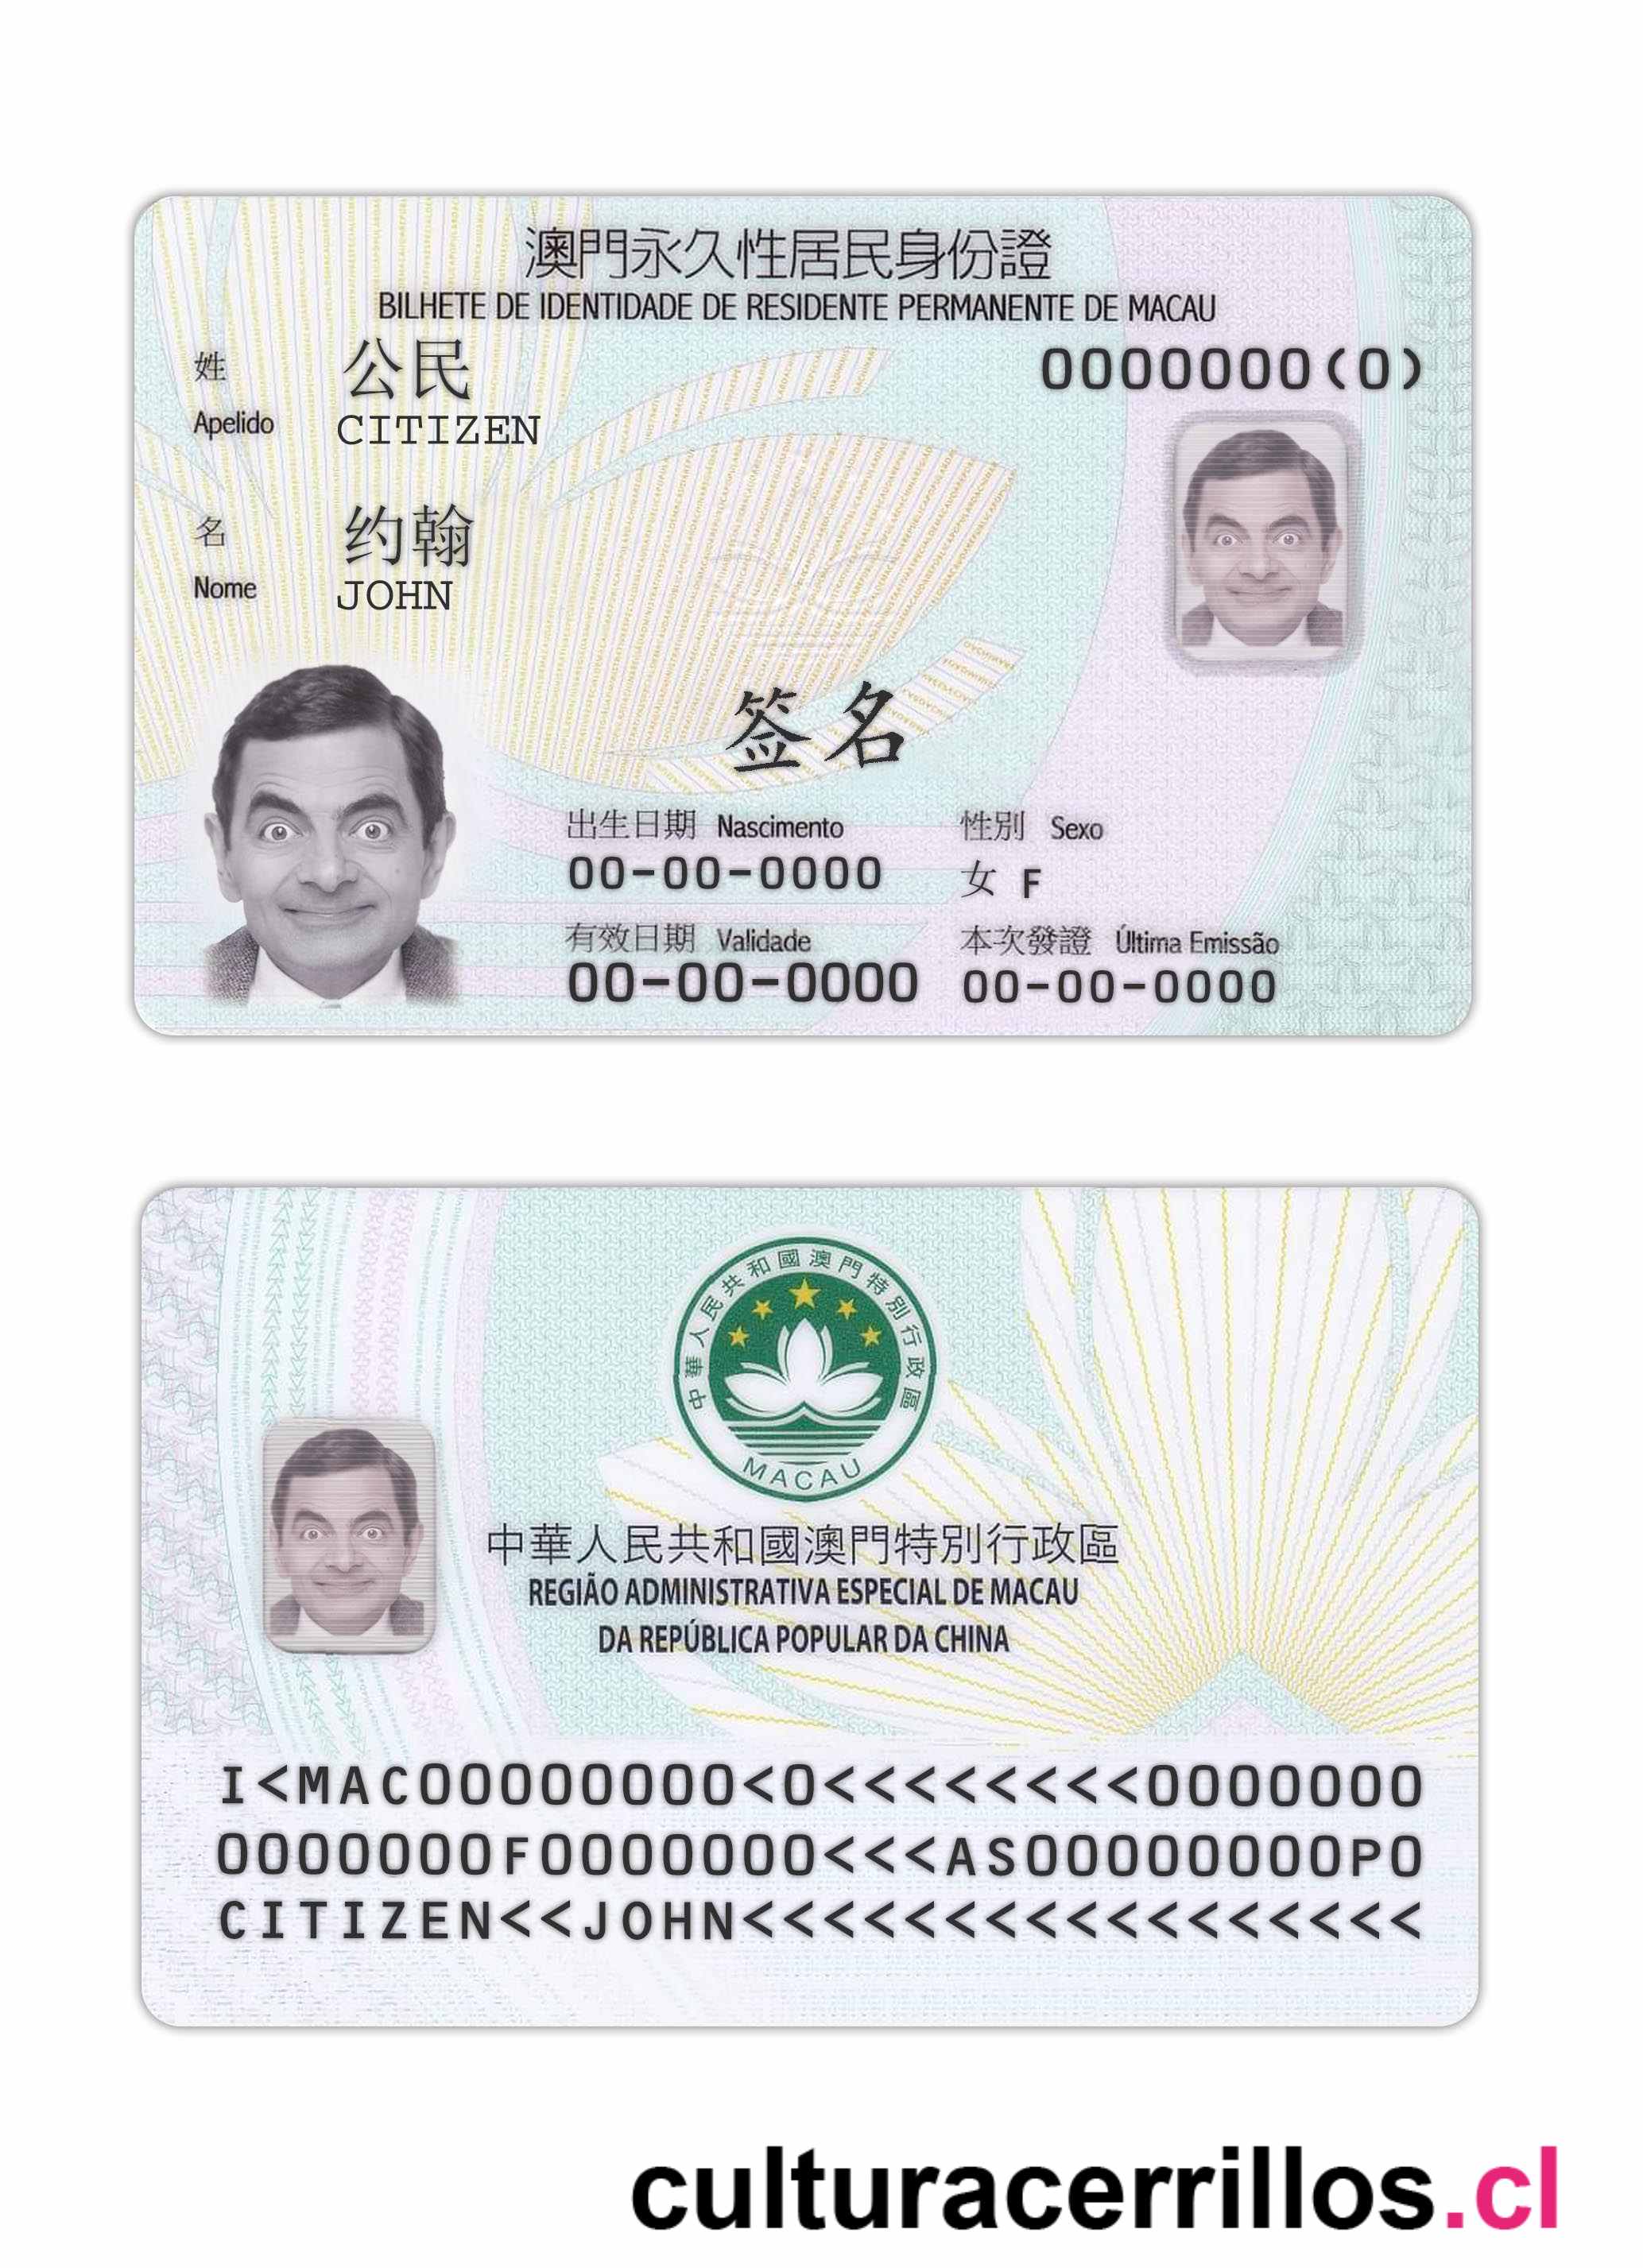 澳門永久性居民身份證
BILHETE DE IDENTIDADE DE RESIDENTE PERMANENTE DE MACAU
0000000(0)
姓 公民
Apelido CITIZEN
名 约翰
Nome JOHN
签名
出生日期 Nascimento 性別 Sexo
00-00-0000 女 F
有效日期 Validade 本次發證 Última Emissão
00-00-0000 00-00-0000
中華人民共和國澳門特別行政區
MACAU
中華人民共和國澳門特別行政區
REGIÃO ADMINISTRATIVA ESPECIAL DE MACAU
DA REPÚBLICA POPULAR DA CHINA
I<MAC00000000<0<<<<<<<<0000000
0000000F0000000<<<AS00000000P0
CITIZEN<<JOHN<<<<<<<<<<<<<<<<<
culturacerrillos.cl